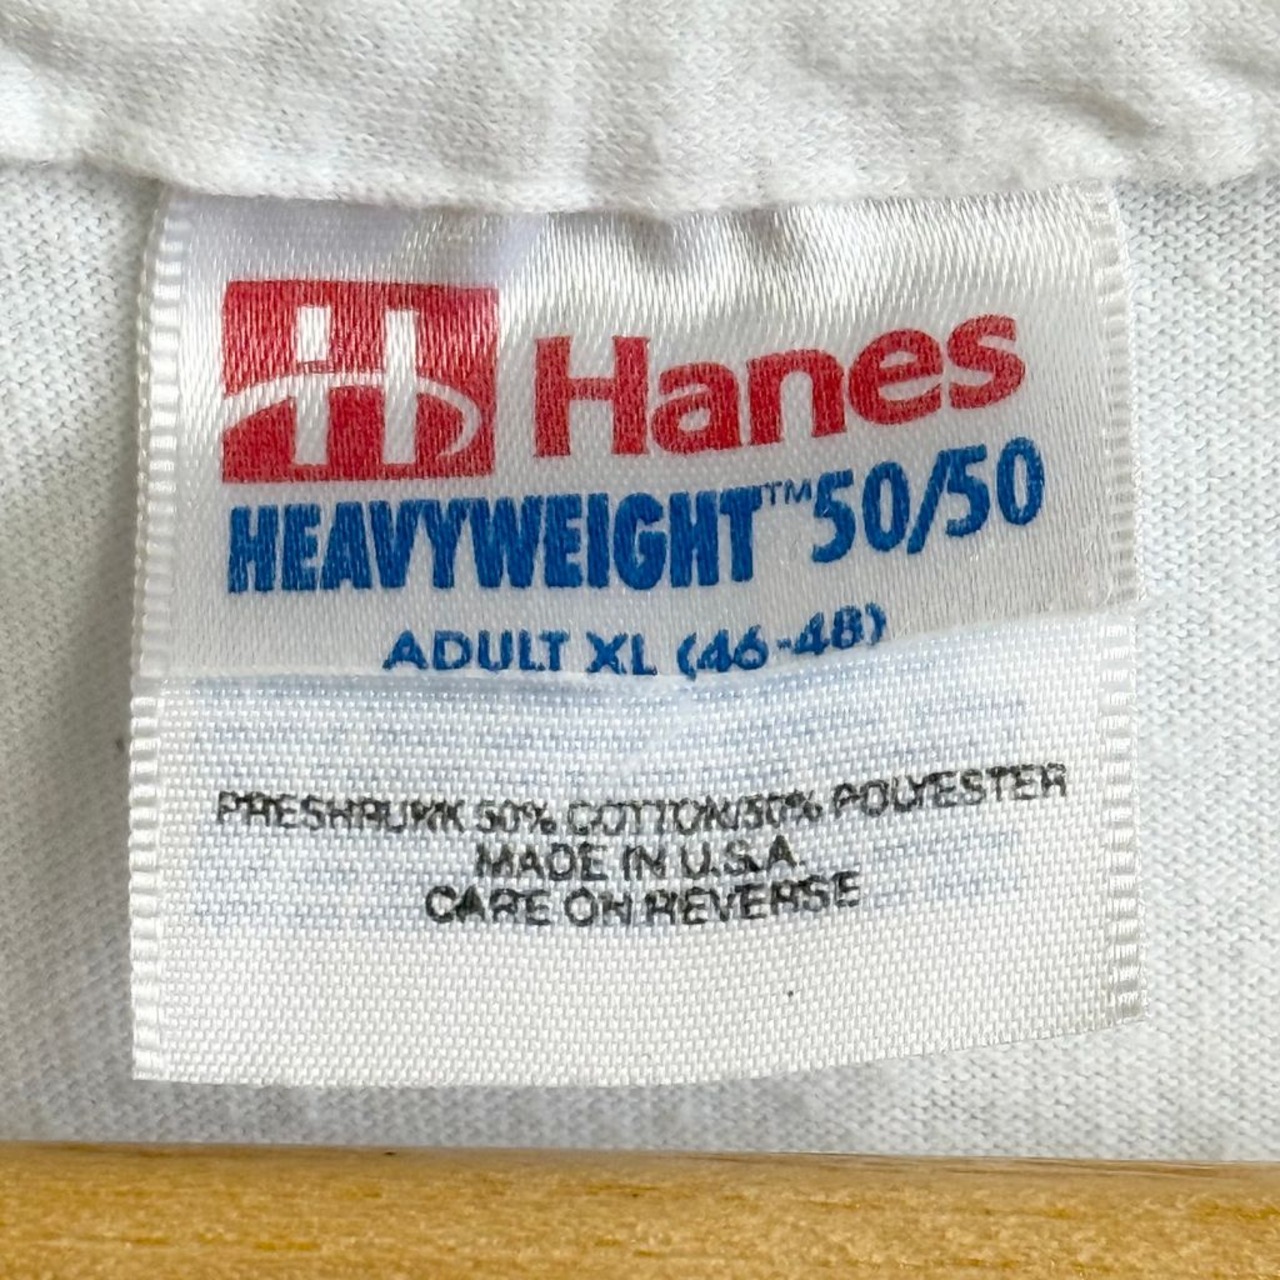 H Hanes
HEAVYWEIGHT™ 50/50
ADULT XL (46-48)
PRESHRUNK 50% COTTON/50% POLYESTER
MADE IN U.S.A.
CARE ON REVERSE